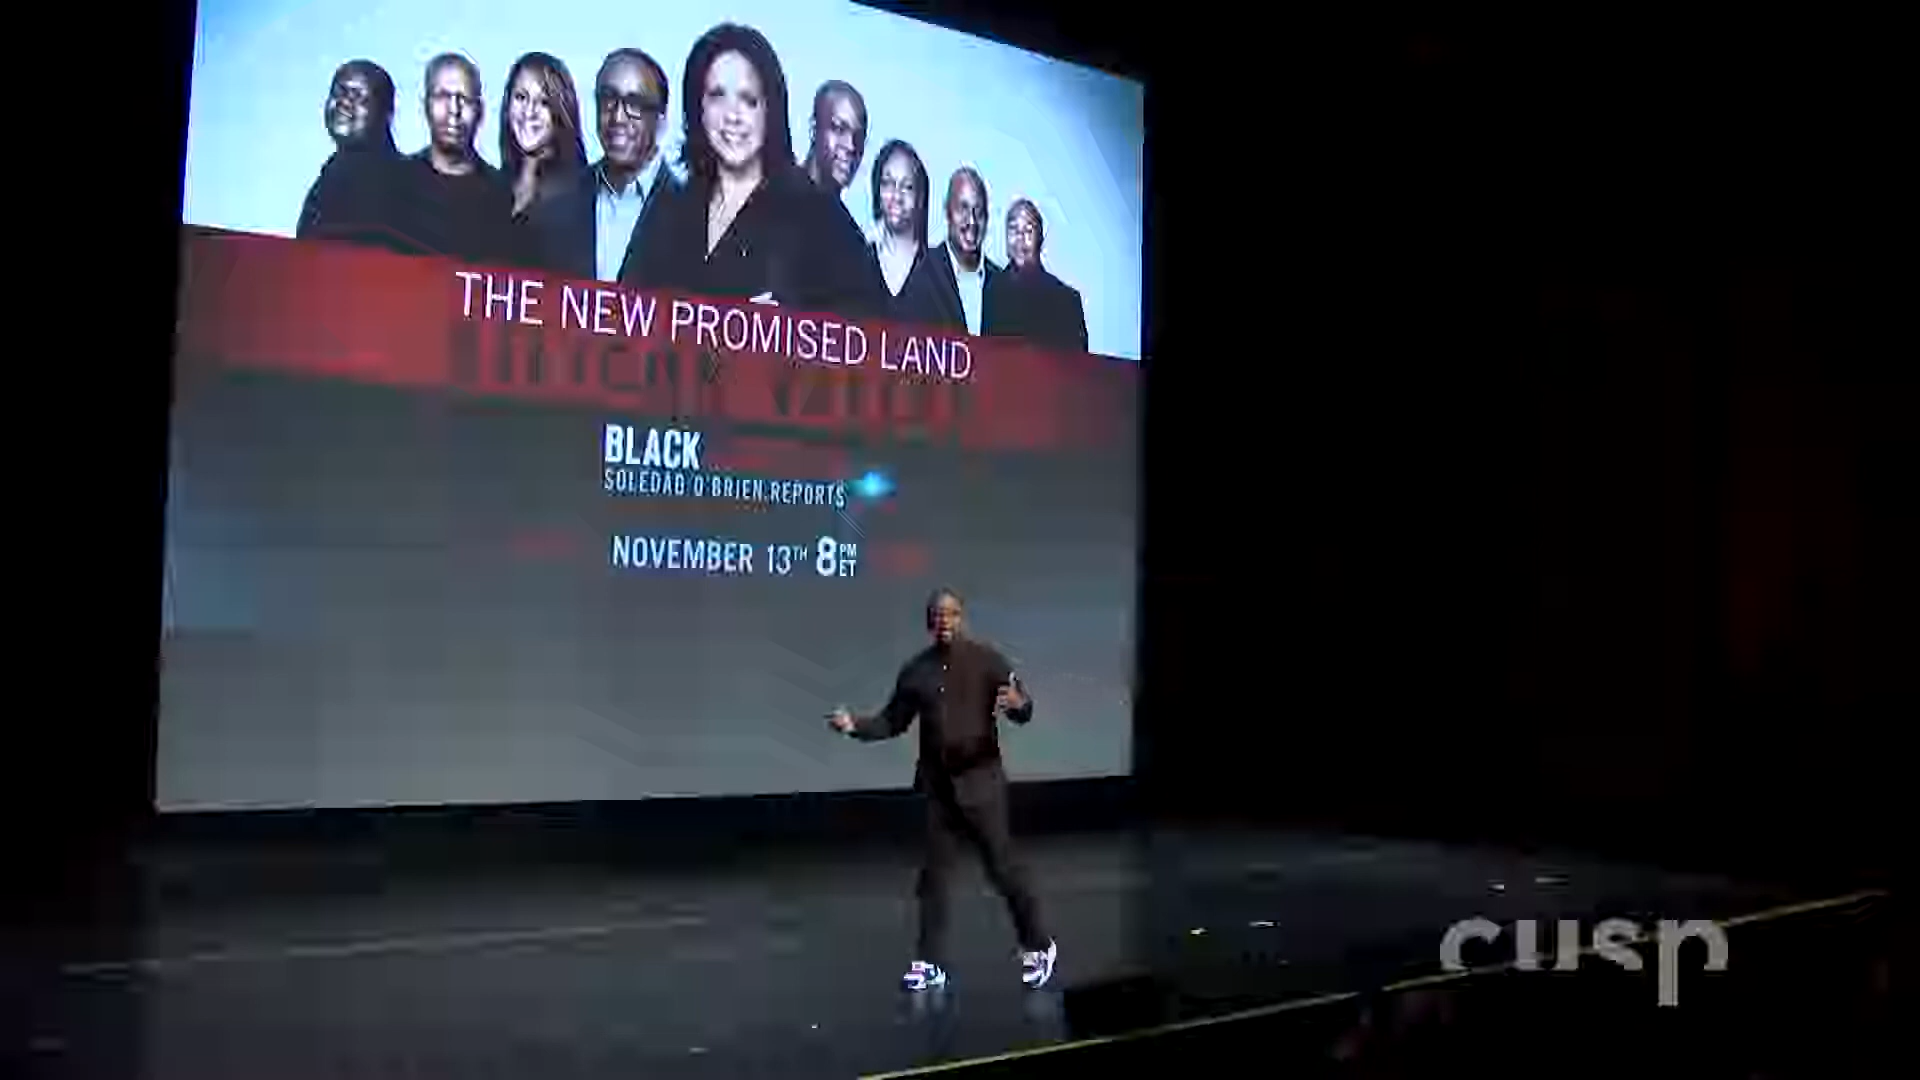 THE NEW PROMISED LAND
BLACK
SOLEDAD O'BRIEN REPORTS
NOVEMBER 13TH 8PM ET
cusp